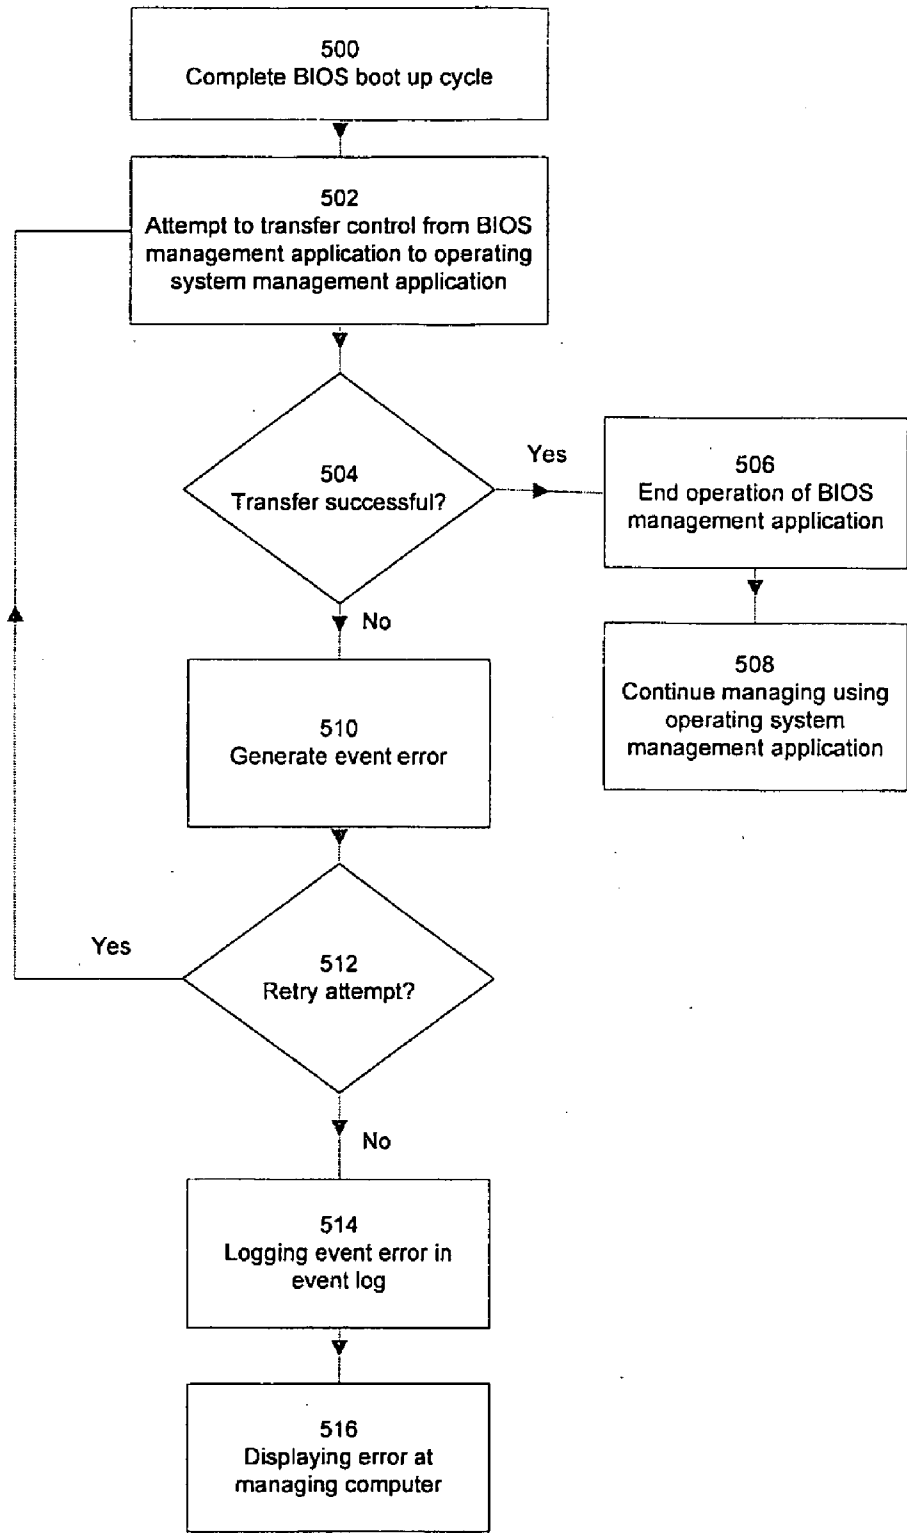 500
Complete BIOS boot up cycle
502
Attempt to transfer control from BIOS
management application to operating
system management application
504
Transfer successful?
Yes
506
End operation of BIOS
management application
No
508
Continue managing using
operating system
management application
510
Generate event error
Yes
512
Retry attempt?
No
514
Logging event error in
event log
516
Displaying error at
managing computer